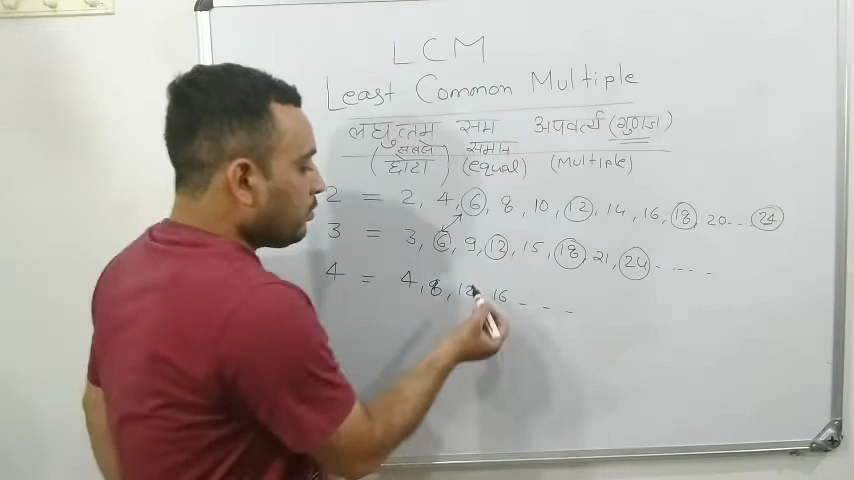 LCM
Least Common Multiple
लघुत्तम सम अपवर्त्य (गुणज)
(सबसे छोटा) समान (equal) (Multiple)
2 = 2, 4, 6, 8, 10, 12, 14, 16, 18, 20 -- 24
3 = 3, 6, 9, 12, 15, 18, 21, 24 - - - - -
4 = 4, 8, 12, 16 - - -